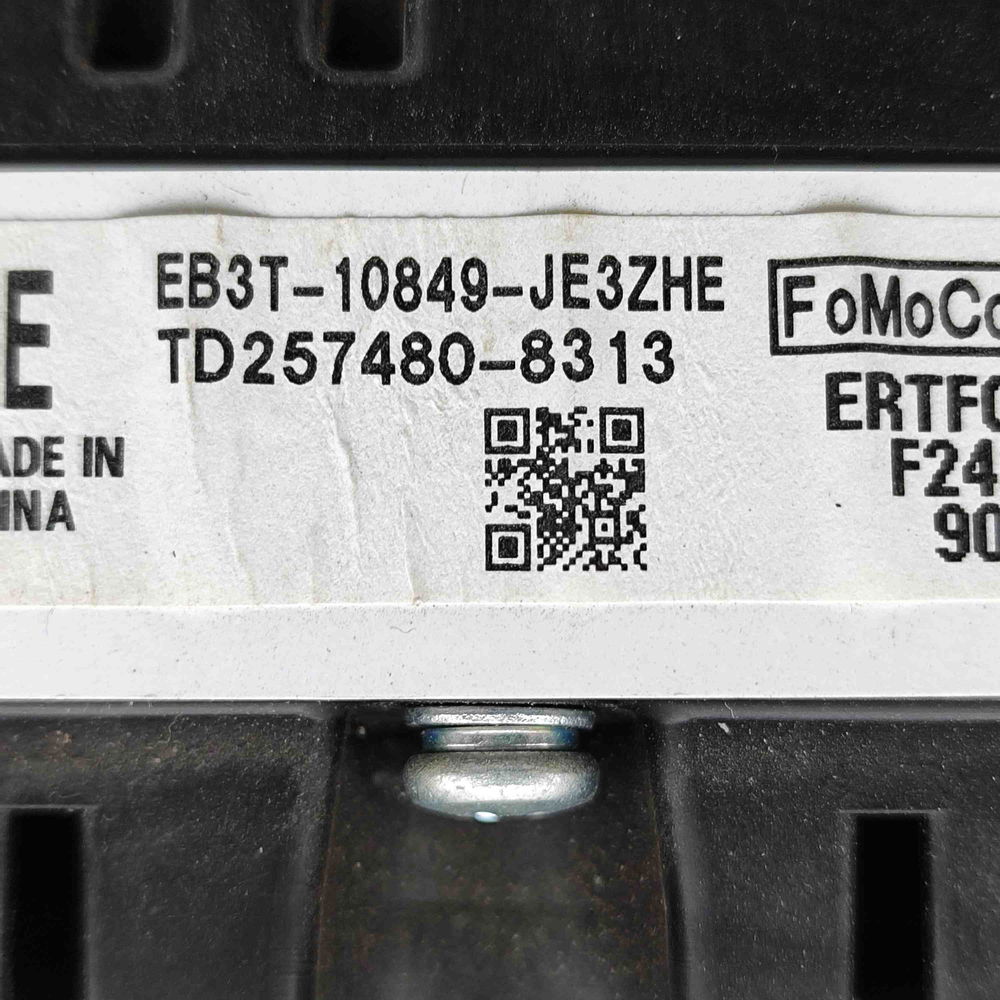 E
EB3T-10849-JE3ZHE
FoMoCo
TD257480-8313
ADE IN
INA
ERTFC
F24
90